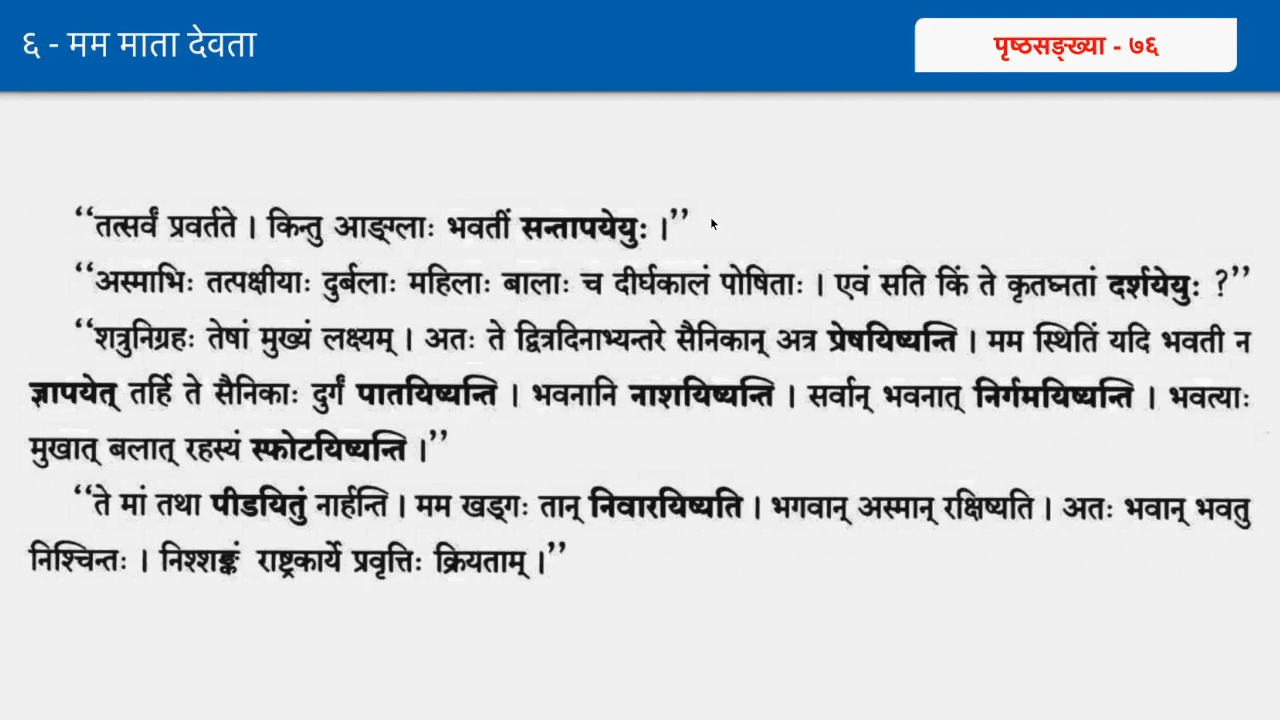 ६ - मम माता देवता
पृष्ठसङ्ख्या - ७६
‘‘तत्सर्वं प्रवर्तते । किन्तु आङ्ग्लाः भवतीं सन्तापयेयुः ।’’
‘‘अस्माभिः तत्पक्षीयाः दुर्बलाः महिलाः बालाः च दीर्घकालं पोषिताः । एवं सति किं ते कृतघ्नतां दर्शयेयुः ?’’
‘‘शत्रुनिग्रहः तेषां मुख्यं लक्ष्यम् । अतः ते द्वित्रदिनाभ्यन्तरे सैनिकान् अत्र प्रेषयिष्यन्ति । मम स्थितिं यदि भवती न
ज्ञापयेत् तर्हि ते सैनिकाः दुर्गं पातयिष्यन्ति । भवनानि नाशयिष्यन्ति । सर्वान् भवनात् निर्गमयिष्यन्ति । भवत्याः
मुखात् बलात् रहस्यं स्फोटयिष्यन्ति ।’’
‘‘ते मां तथा पीडयितुं नार्हन्ति । मम खड्गः तान् निवारयिष्यति । भगवान् अस्मान् रक्षिष्यति । अतः भवान् भवतु
निश्चिन्तः । निश्शङ्कं राष्ट्रकार्ये प्रवृत्तिः क्रियताम् ।’’